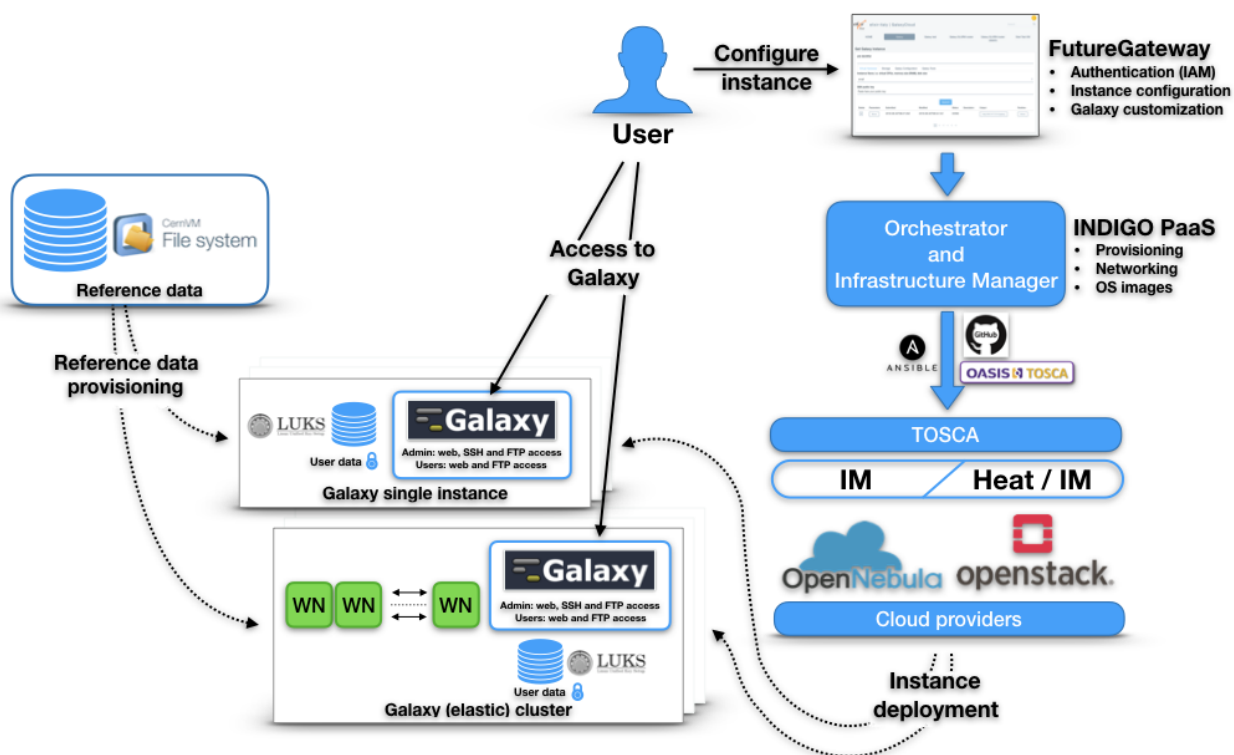 Configure
instance
FutureGateway
• Authentication (IAM)
• Instance configuration
• Galaxy customization
User
CernVM
File system
Reference data
Access to
Galaxy
Orchestrator
and
Infrastructure Manager
INDIGO PaaS
• Provisioning
• Networking
• OS images
Reference data
provisioning
ANSIBLE
GitHub
OASIS TOSCA
LUKS
User data
Galaxy
Admin: web, SSH and FTP access
Users: web and FTP access
Galaxy single instance
TOSCA
IM
Heat / IM
OpenNebula
openstack.
Cloud providers
WN
WN
WN
Galaxy
Admin: web, SSH and FTP access
Users: web and FTP access
LUKS
User data
Galaxy (elastic) cluster
Instance
deployment